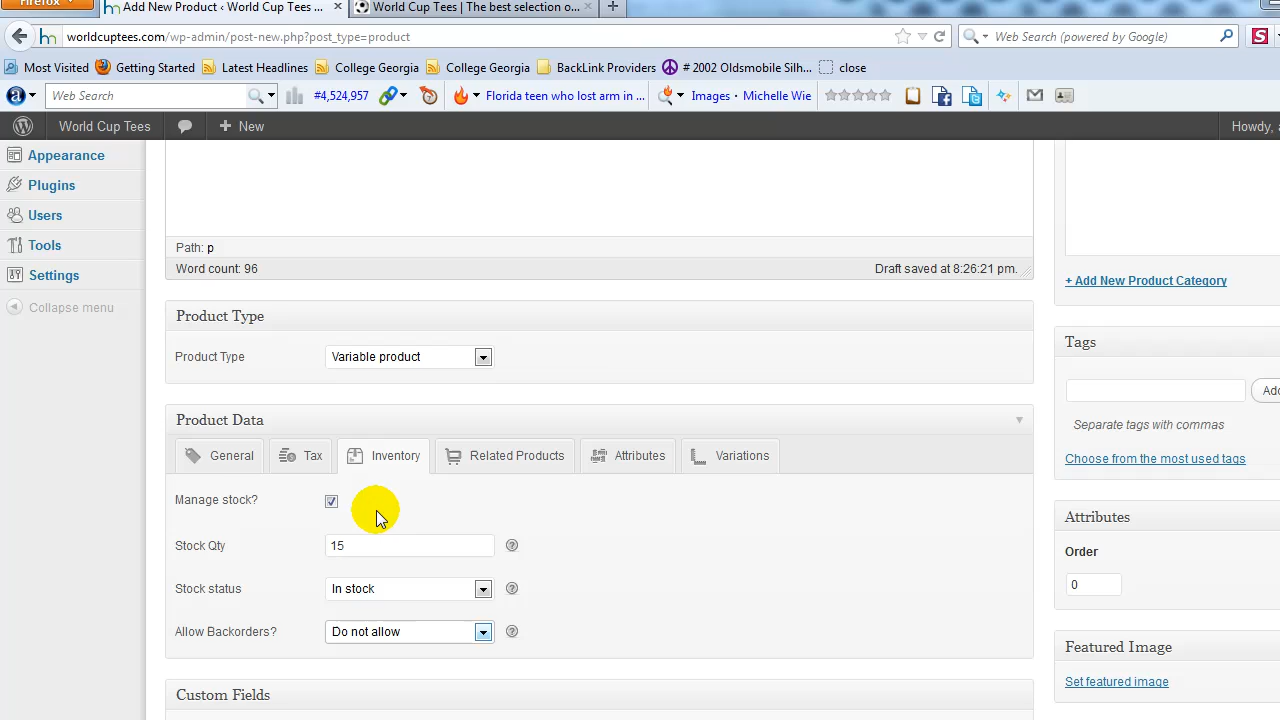 Firefox
Add New Product ‹ World Cup Tees ... ×
World Cup Tees | The best selection o... × +
worldcuptees.com/wp-admin/post-new.php?post_type=product
Web Search (powered by Google)
S
Most Visited Getting Started Latest Headlines College Georgia College Georgia BackLink Providers # 2002 Oldsmobile Silh... close
a Web Search #4,524,957 Florida teen who lost arm in ... Images · Michelle Wie
World Cup Tees + New Howdy, a
Appearance
Plugins
Users
Tools
Settings
Collapse menu
Path: p
Word count: 96 Draft saved at 8:26:21 pm.
Product Type
Product Type Variable product
Product Data
General Tax Inventory Related Products Attributes Variations
Manage stock?
Stock Qty 15 ?
Stock status In stock ?
Allow Backorders? Do not allow ?
Custom Fields
+ Add New Product Category
Tags
Add
Separate tags with commas
Choose from the most used tags
Attributes
Order
0
Featured Image
Set featured image